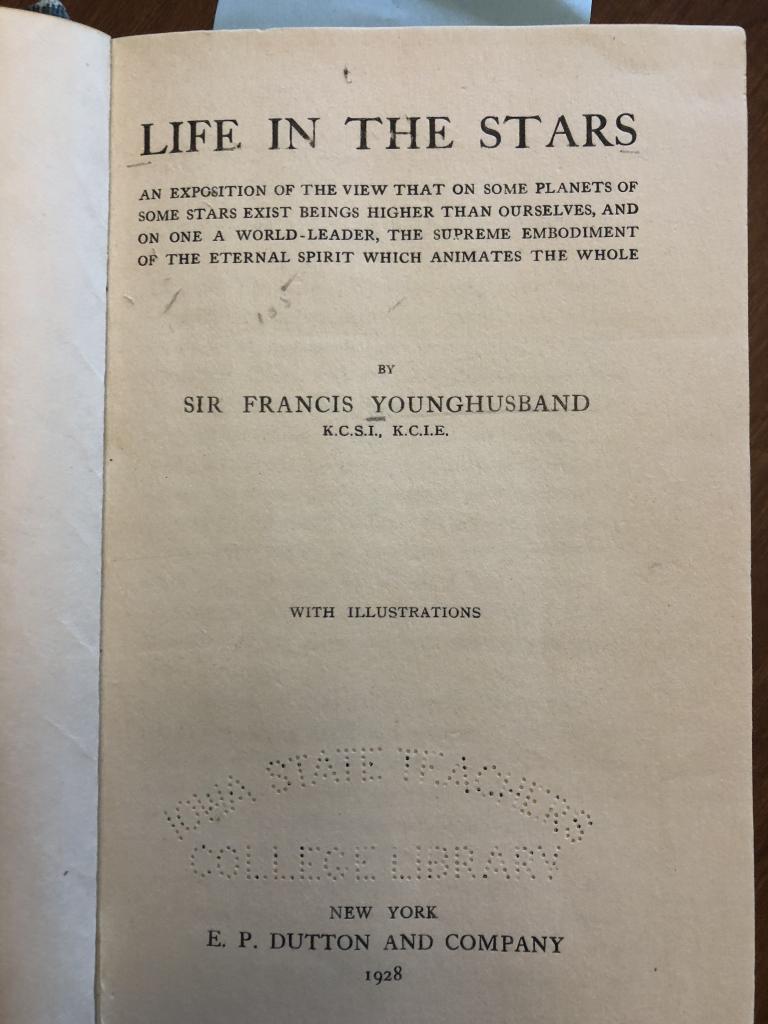 LIFE IN THE STARS
AN EXPOSITION OF THE VIEW THAT ON SOME PLANETS OF
SOME STARS EXIST BEINGS HIGHER THAN OURSELVES, AND
ON ONE A WORLD-LEADER, THE SUPREME EMBODIMENT
OF THE ETERNAL SPIRIT WHICH ANIMATES THE WHOLE
105
BY
SIR FRANCIS YOUNGHUSBAND
K.C.S.I., K.C.I.E.
WITH ILLUSTRATIONS
IOWA STATE TEACHERS
COLLEGE LIBRARY
NEW YORK
E. P. DUTTON AND COMPANY
1928